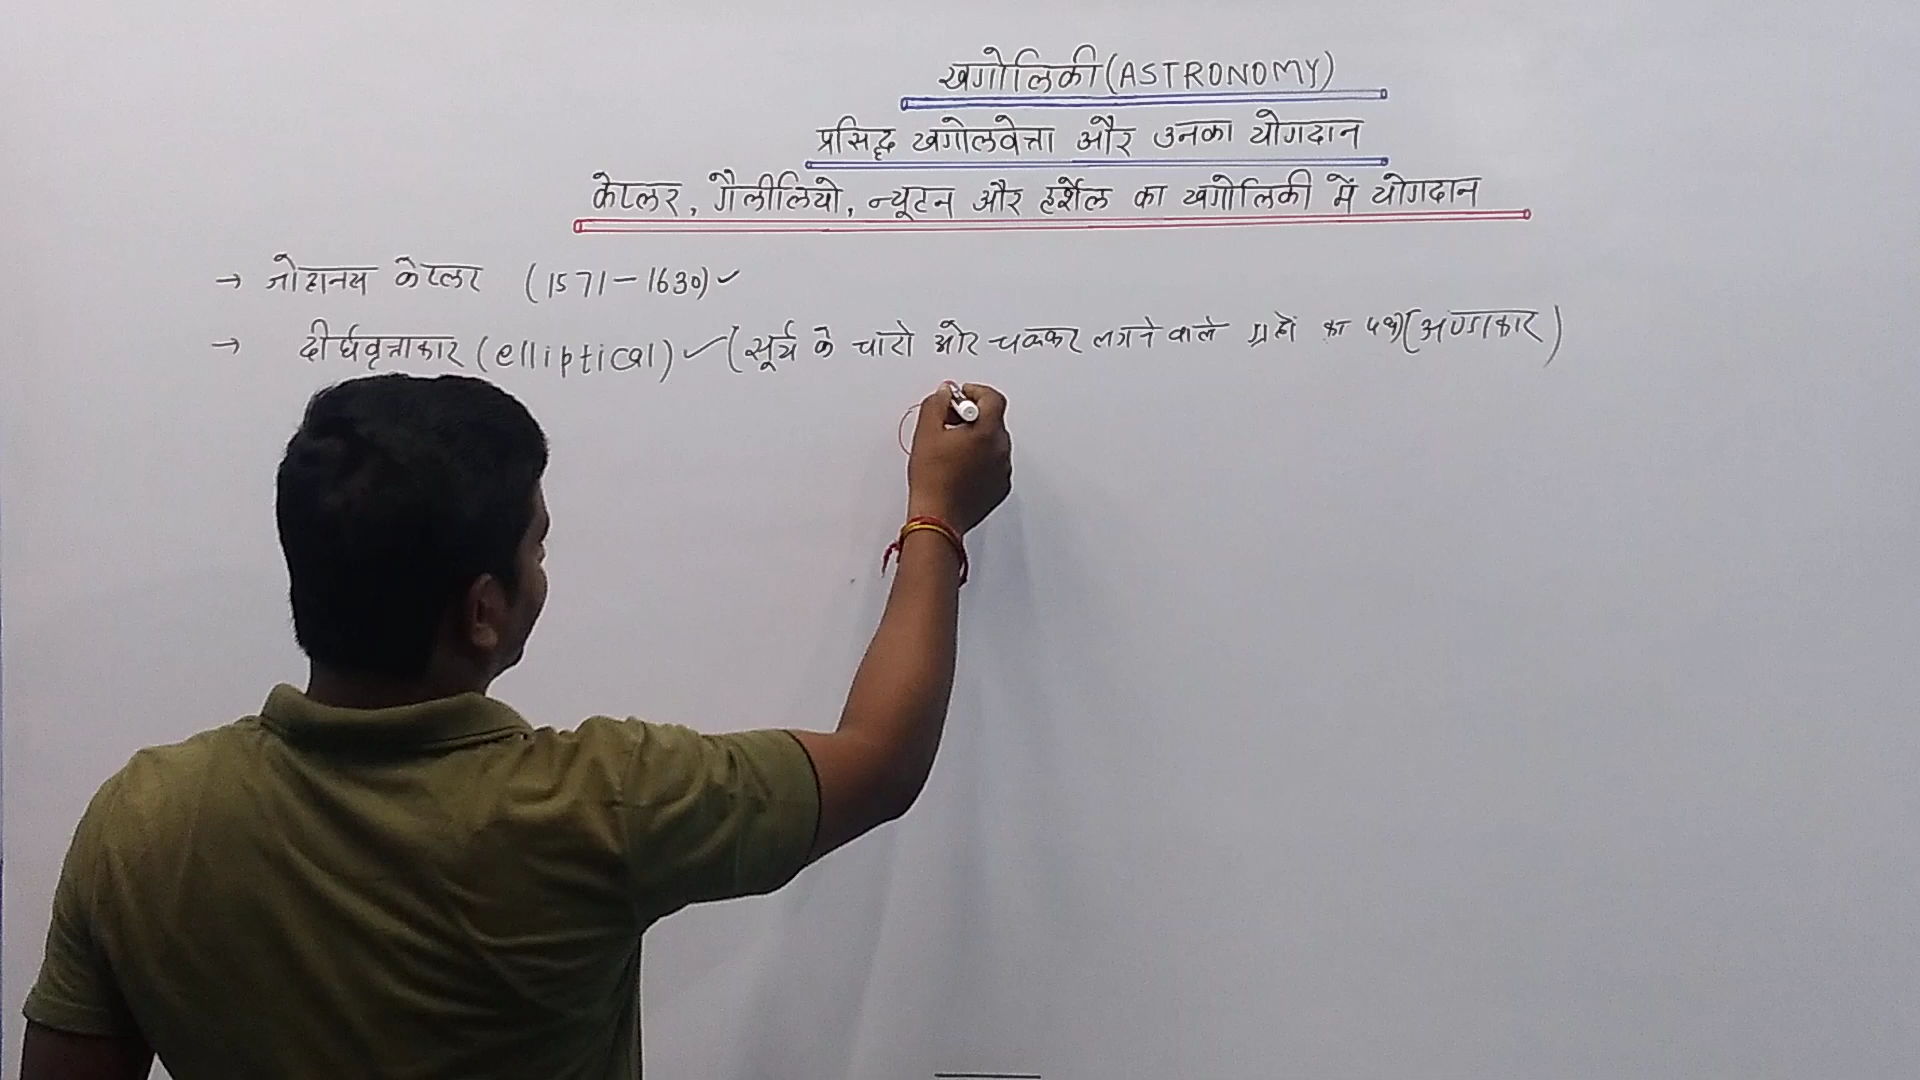 खगोलिकी (ASTRONOMY)
प्रसिद्ध खगोलवेत्ता और उनका योगदान
केप्लर, गैलीलियो, न्यूटन और हर्शेल का खगोलिकी में योगदान
→ जोहानस केप्लर (1571-1630) ✓
→ दीर्घवृत्ताकार (elliptical) ✓ (सूर्य के चारो ओर चक्कर लगाने वाले ग्रहों का पथ (अण्डाकार)